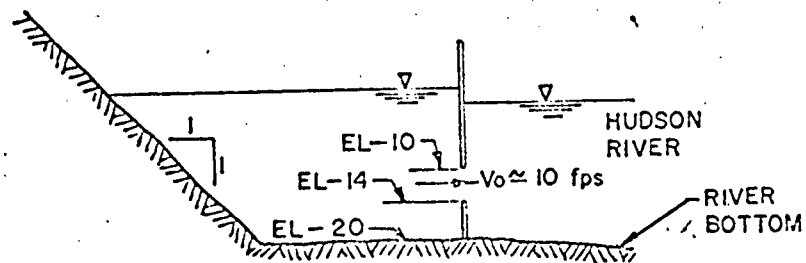 1
1
HUDSON
RIVER
EL-10
EL-14
Vo ≃ 10 fps
EL-20
RIVER
BOTTOM